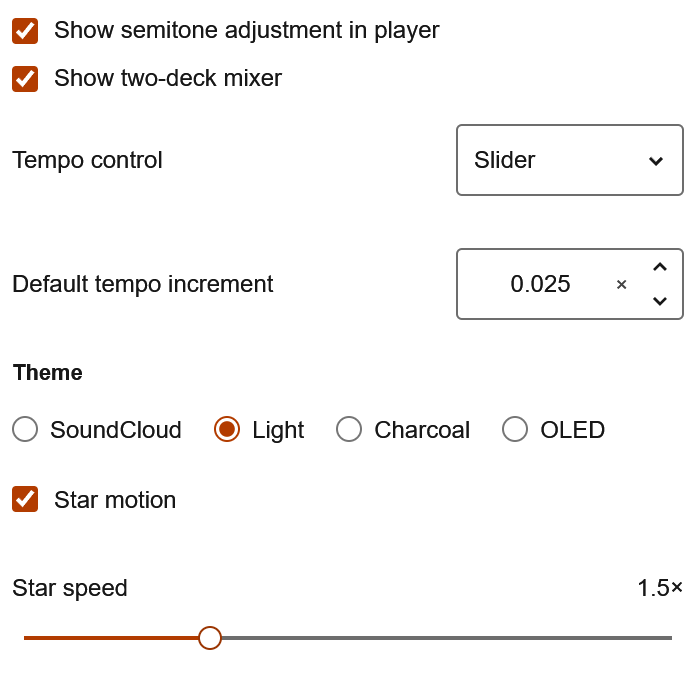 Show semitone adjustment in player
Show two-deck mixer
Tempo control Slider
Default tempo increment 0.025 ×
Theme
SoundCloud Light Charcoal OLED
Star motion
Star speed 1.5×